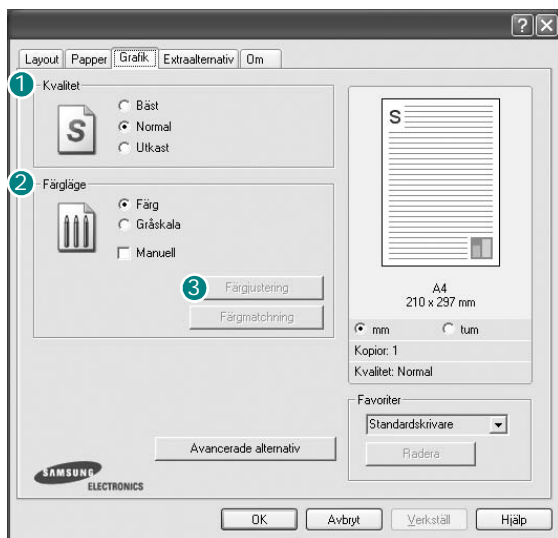 ?
X
Layout Papper Grafik Extraalternativ Om
1
Kvalitet
S
Bäst
Normal
Utkast
2
Färgläge
Färg
Gråskala
Manuell
3
Färgjustering
Färgmatchning
S
A4
210 x 297 mm
mm tum
Kopior: 1
Kvalitet: Normal
Favoriter
Standardskrivare
Radera
Avancerade alternativ
SAMSUNG
ELECTRONICS
OK Avbryt Verkställ Hjälp